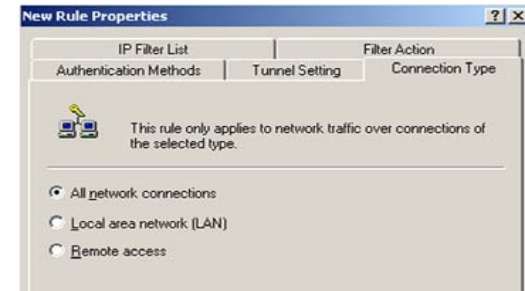 New Rule Properties
IP Filter List
Filter Action
Authentication Methods
Tunnel Setting
Connection Type
This rule only applies to network traffic over connections of
the selected type.
All network connections
Local area network (LAN)
Remote access